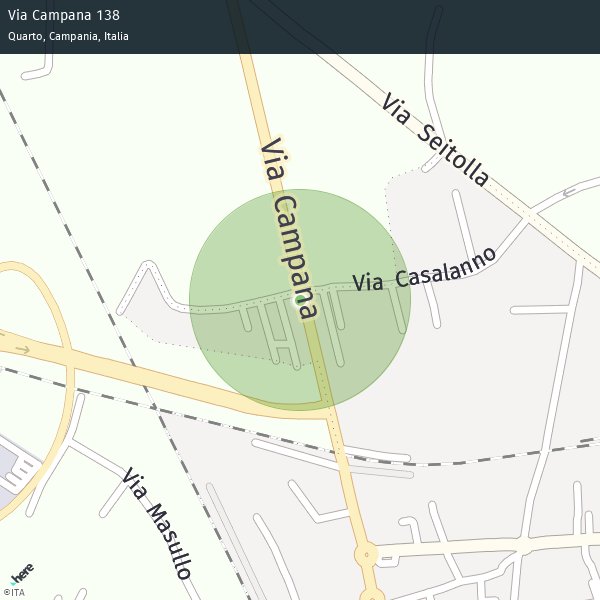 Via Campana 138
Quarto, Campania, Italia
Via Seitolla
Via Campana
Via Casalanno
Via Masullo
here
©ITA